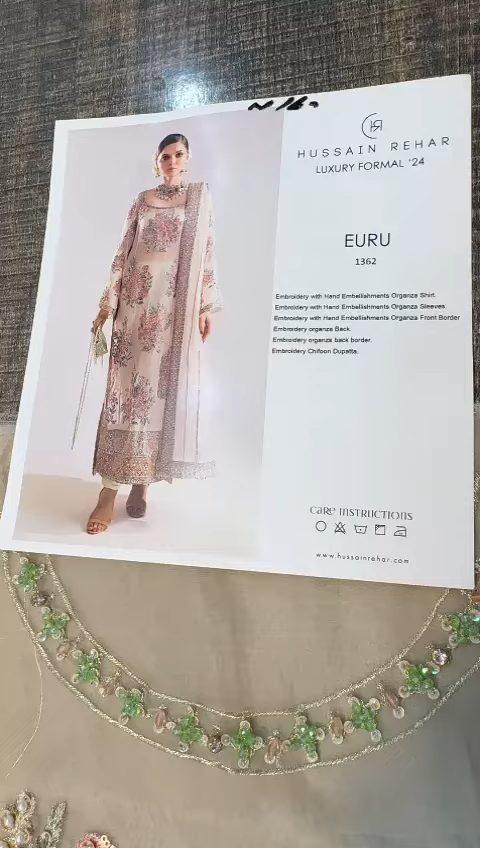 HUSSAIN REHAR
LUXURY FORMAL '24
EURU
1362
Embroidery with Hand Embellishments Organza Shirt.
Embroidery with Hand Embellishments Organza Sleeves
Embroidery with Hand Embellishments Organza Front Border
Embroidery organza Back.
Embroidery organza back border.
Embroidery Chifoon Dupatta.
care instructions
www.hussainrehar.com